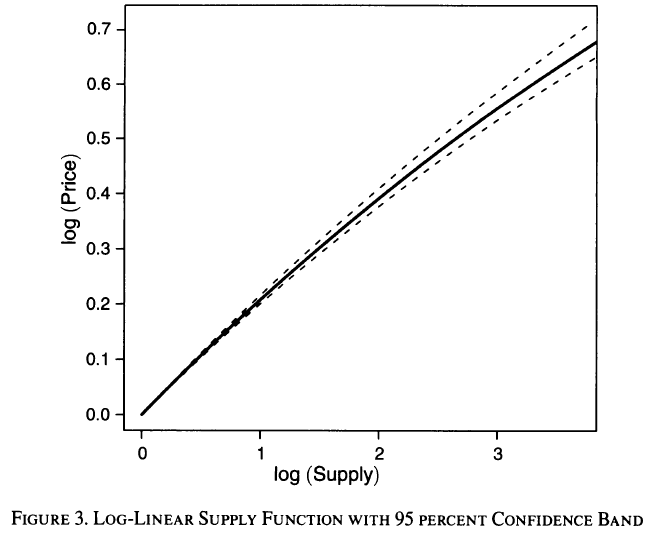 0.7
0.6
0.5
0.4
0.3
0.2
0.1
0.0
log (Price)
0 1 2 3
log (Supply)
FIGURE 3. LOG-LINEAR SUPPLY FUNCTION WITH 95 PERCENT CONFIDENCE BAND